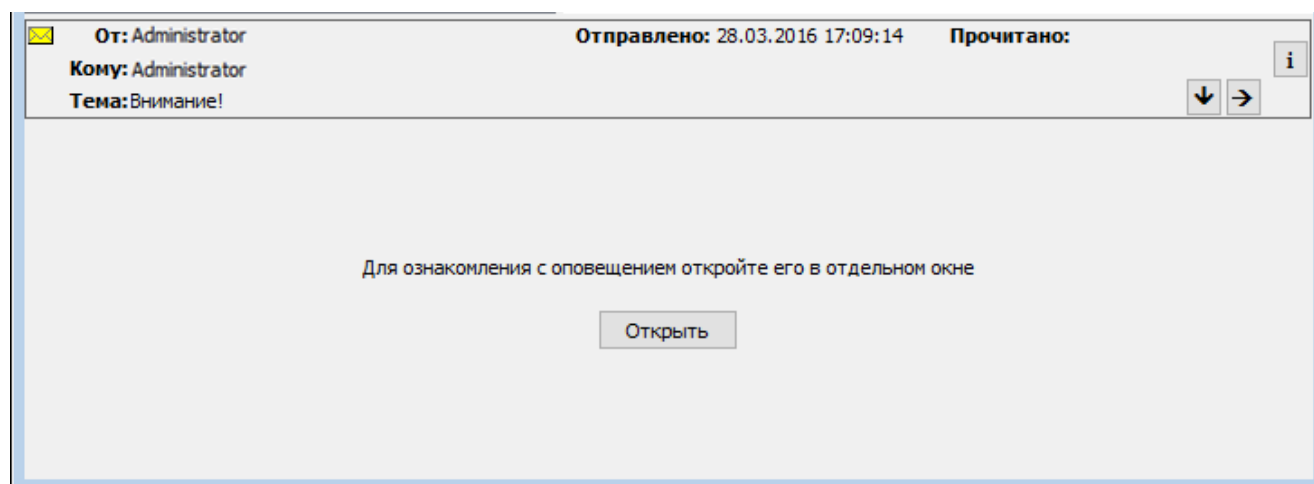 От: Administrator Отправлено: 28.03.2016 17:09:14 Прочитано:
Кому: Administrator
Тема: Внимание!
Для ознакомления с оповещением откройте его в отдельном окне
Открыть